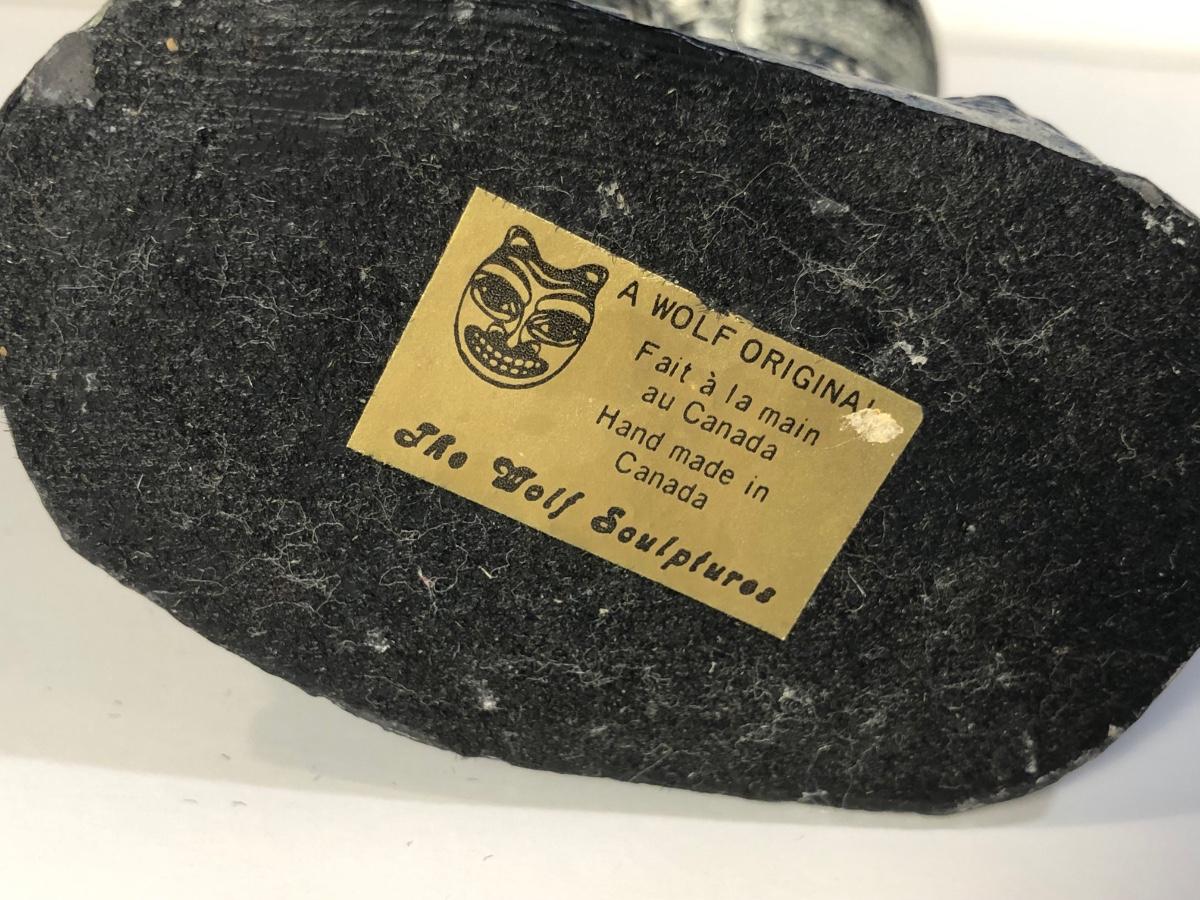 A WOLF ORIGINAL
Fait à la main
au Canada
Hand made in
Canada
The Wolf Sculptures